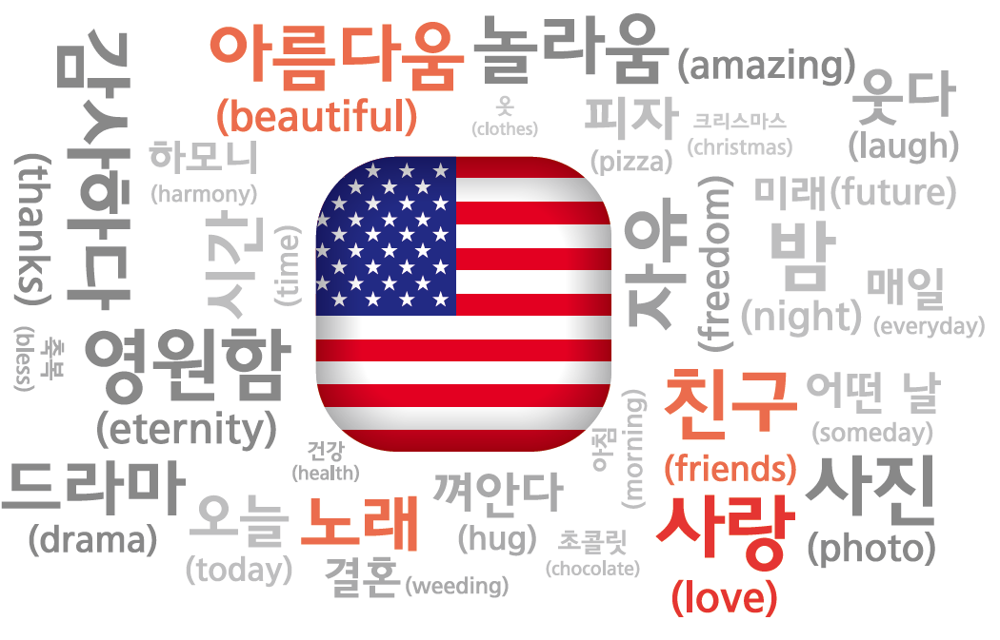 감사하다
(thanks)
아름다움
(beautiful)
놀라움
(amazing)
웃다
(laugh)
옷
(clothes)
피자
(pizza)
크리스마스
(christmas)
하모니
(harmony)
시간
(time)
자유
(freedom)
미래(future)
밤
(night)
매일
(everyday)
축복
(bless)
영원함
(eternity)
건강
(health)
아침
(morning)
친구
(friends)
어떤 날
(someday)
드라마
(drama)
오늘
(today)
노래
껴안다
(hug)
결혼(weeding)
초콜릿
(chocolate)
사랑
(love)
사진
(photo)